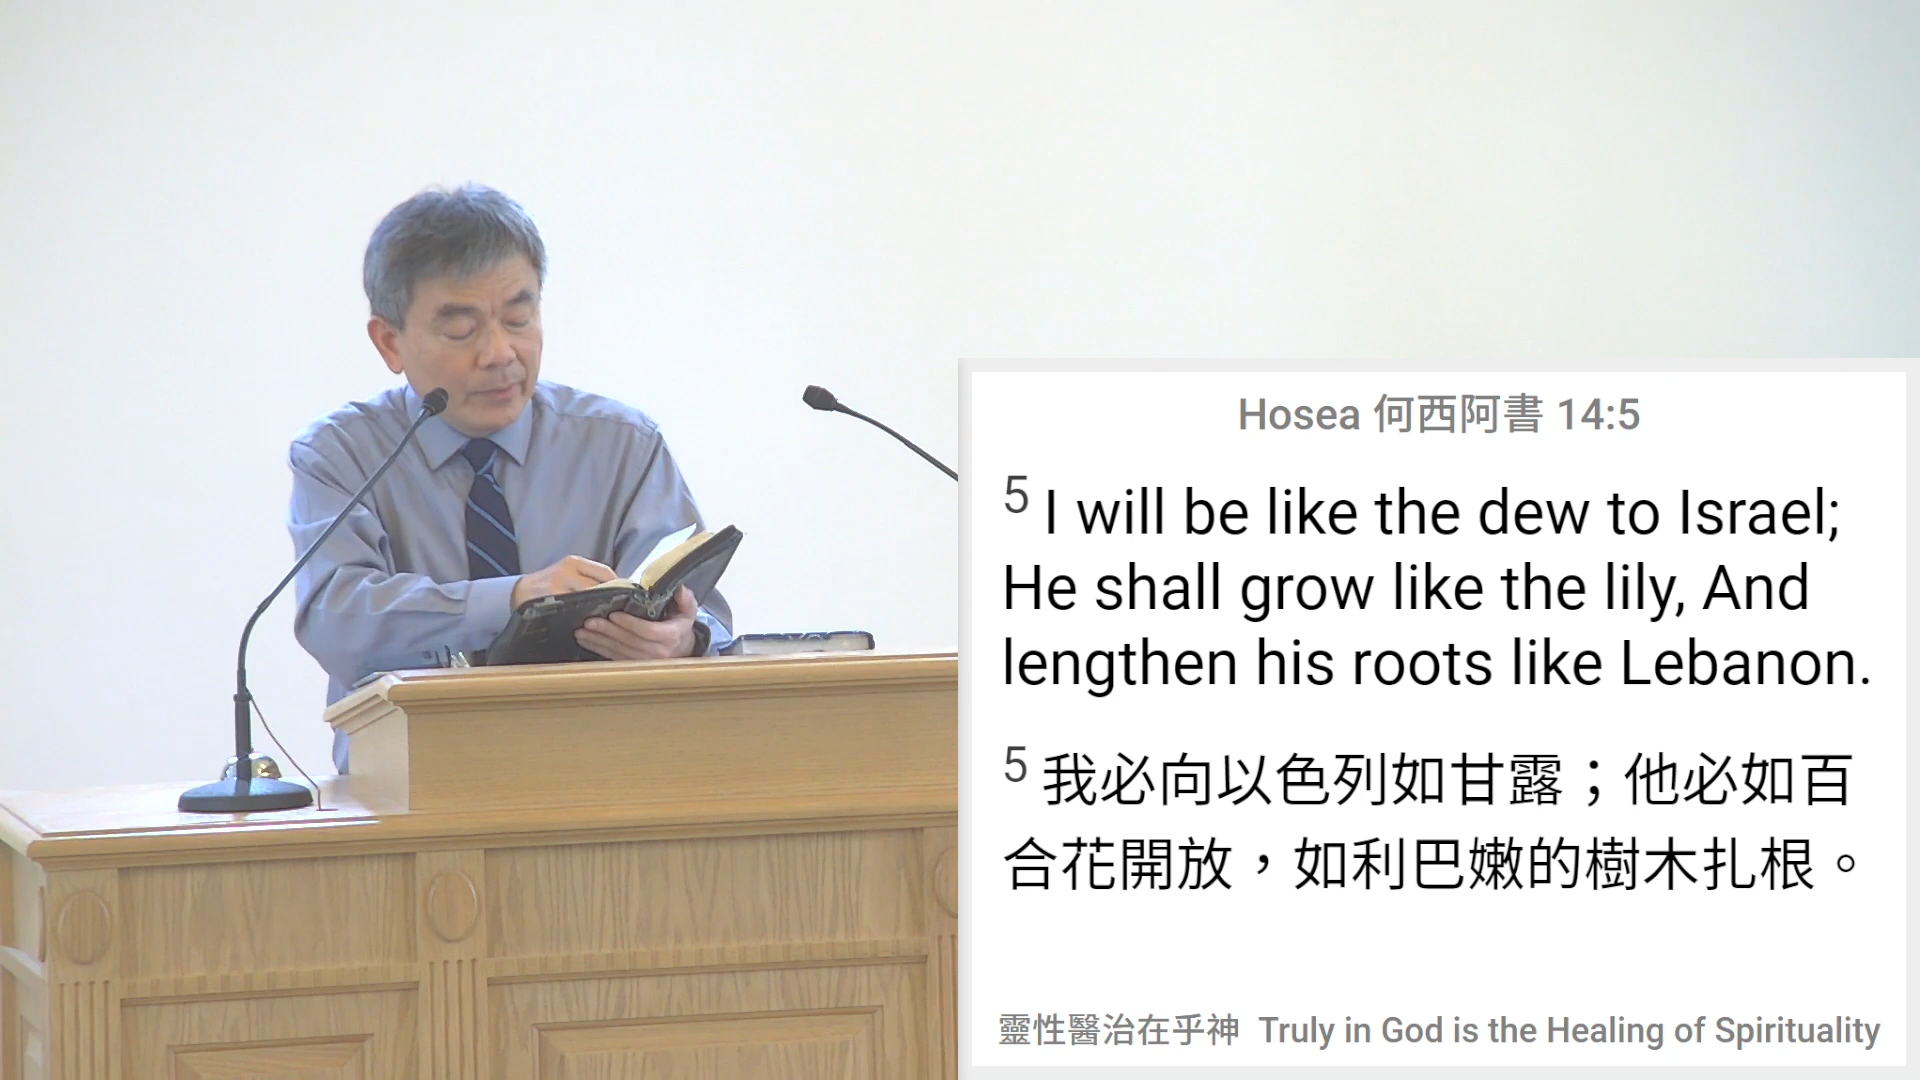 Hosea 何西阿書 14:5
5 I will be like the dew to Israel;
He shall grow like the lily, And
lengthen his roots like Lebanon.
5 我必向以色列如甘露；他必如百
合花開放，如利巴嫩的樹木扎根。
靈性醫治在乎神 Truly in God is the Healing of Spirituality